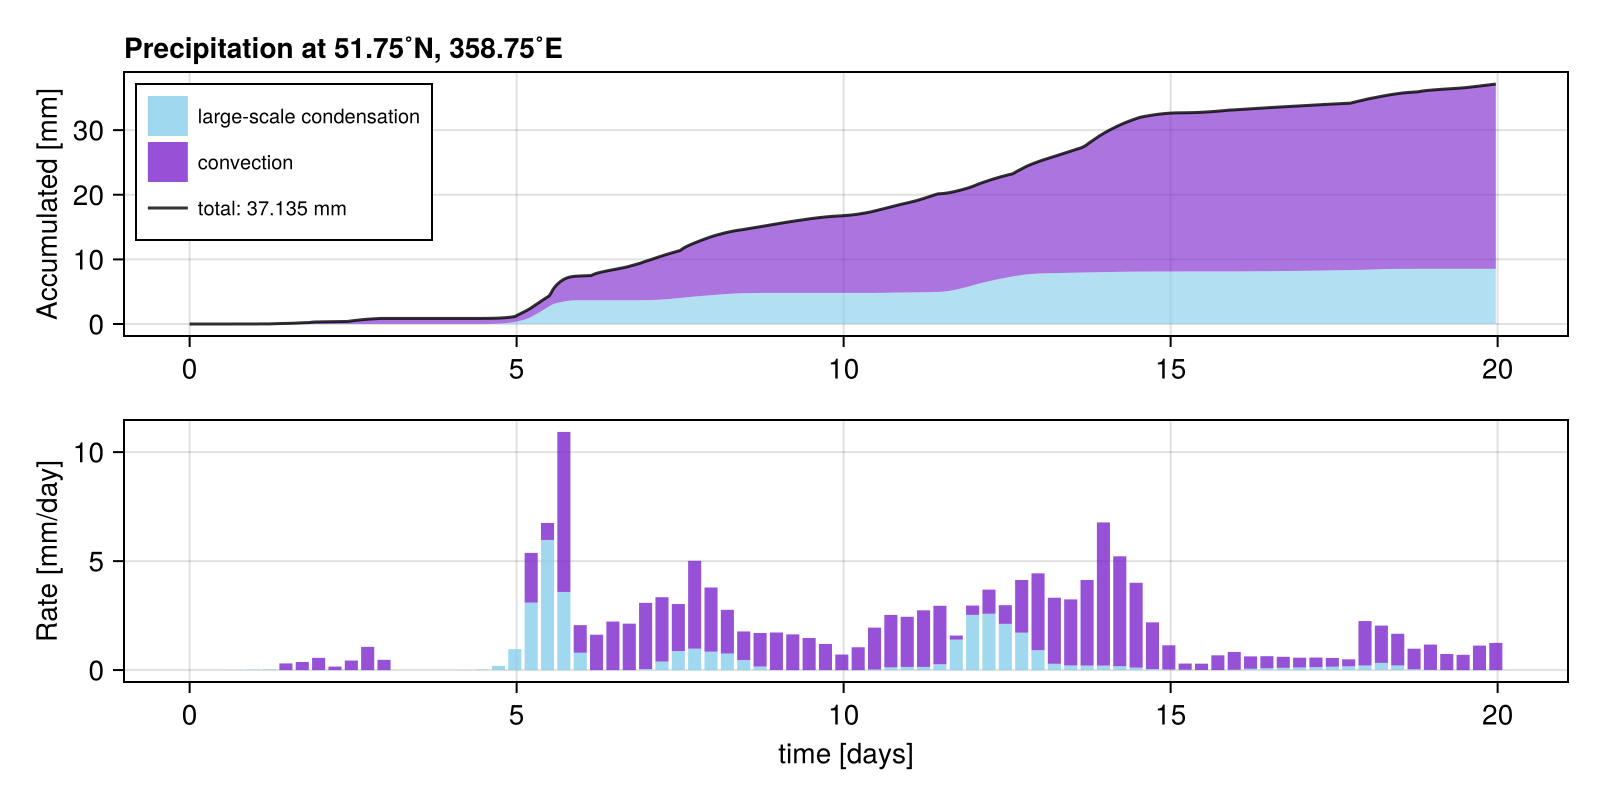 Precipitation at 51.75˚N, 358.75˚E
Accumulated [mm]
30
20
10
0
large-scale condensation
convection
total: 37.135 mm
0 5 10 15 20
Rate [mm/day]
10
5
0
0 5 10 15 20
time [days]